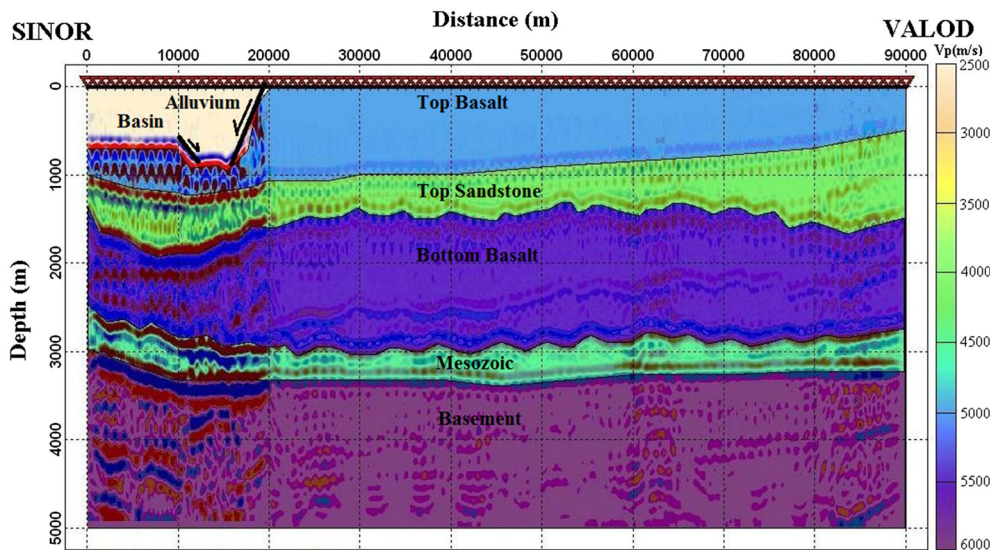 Distance (m)
SINOR
VALOD
0 10000 20000 30000 40000 50000 60000 70000 80000 90000
Vp(m/s)
2500
0
Alluvium
Basin
Top Basalt
3000
1000
Top Sandstone
3500
Depth (m)
2000
Bottom Basalt
4000
4500
3000
Mesozoic
Basement
5000
4000
5500
5000
6000